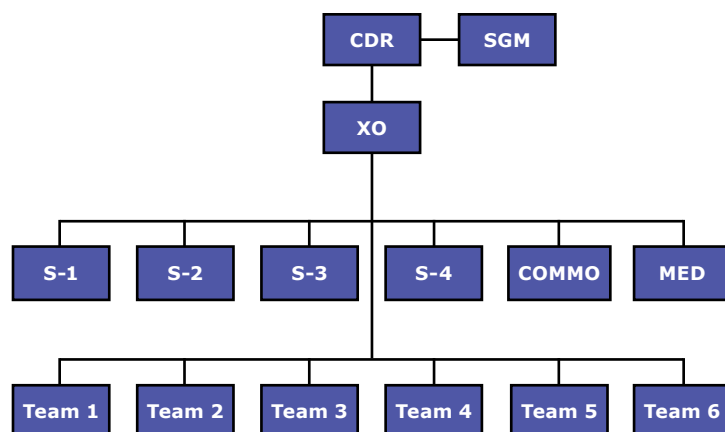 CDR
SGM
XO
S-1
S-2
S-3
S-4
COMMO
MED
Team 1
Team 2
Team 3
Team 4
Team 5
Team 6